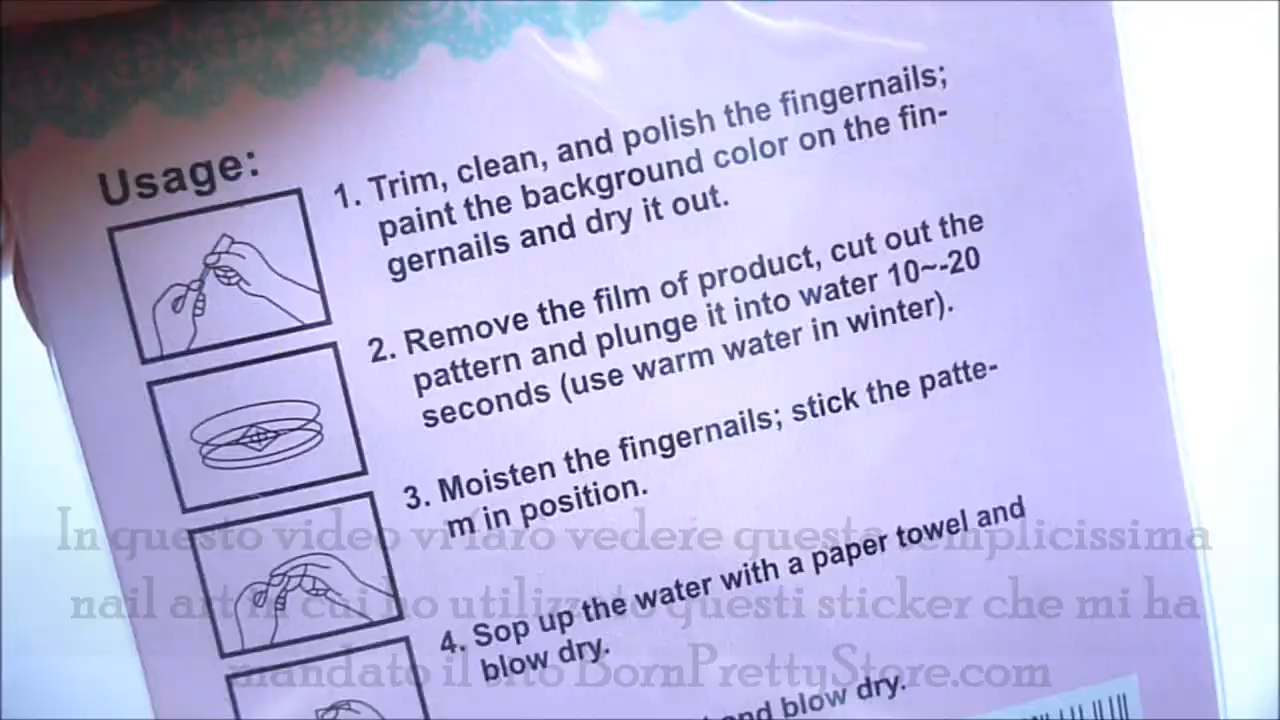 Usage:
1. Trim, clean, and polish the fingernails;
paint the background color on the fin-
gernails and dry it out.
2. Remove the film of product, cut out the
pattern and plunge it into water 10~-20
seconds (use warm water in winter).
3. Moisten the fingernails; stick the patte-
m in position.
4. Sop up the water with a paper towel and
blow dry.
and blow dry.
In questo video vi farò vedere questa semplicissima
nail art in cui ho utilizzato questi sticker che mi ha
mandato il sito BornPrettyStore.com